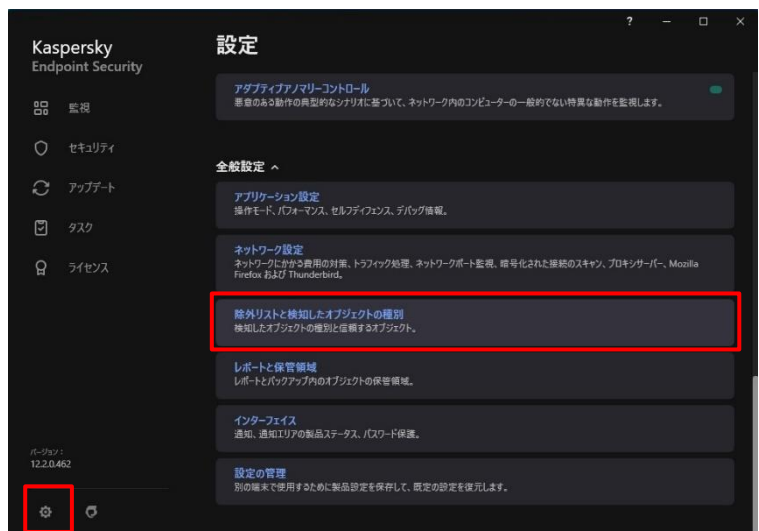 ?
Kaspersky
Endpoint Security
設定
アダプティブアノマリーコントロール
悪意のある動作の典型的なシナリオに基づいて、ネットワーク内のコンピューターの一般的でない特異な動作を監視します。
監視
セキュリティ
全般設定
アップデート
アプリケーション設定
操作モード、パフォーマンス、セルフディフェンス、デバッグ情報。
タスク
ネットワーク設定
ネットワークにかかる費用の対策、トラフィック処理、ネットワークポート監視、暗号化された接続のスキャン、プロキシサーバー、Mozilla
Firefox および Thunderbird。
ライセンス
除外リストと検知したオブジェクトの種別
検知したオブジェクトの種別と信頼するオブジェクト。
レポートと保管領域
レポートとバックアップ内のオブジェクトの保管領域。
インターフェイス
通知、通知エリアの製品ステータス、パスワード保護。
バージョン：
12.2.0.462
設定の管理
別の端末で使用するために製品設定を保存して、既定の設定を復元します。